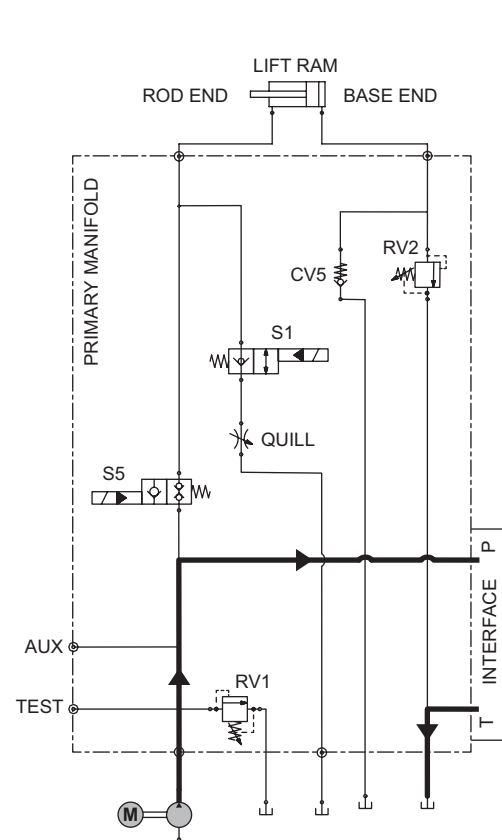 LIFT RAM
ROD END
BASE END
PRIMARY MANIFOLD
RV2
CV5
S1
QUILL
S5
P
INTERFACE
AUX
RV1
TEST
T
M